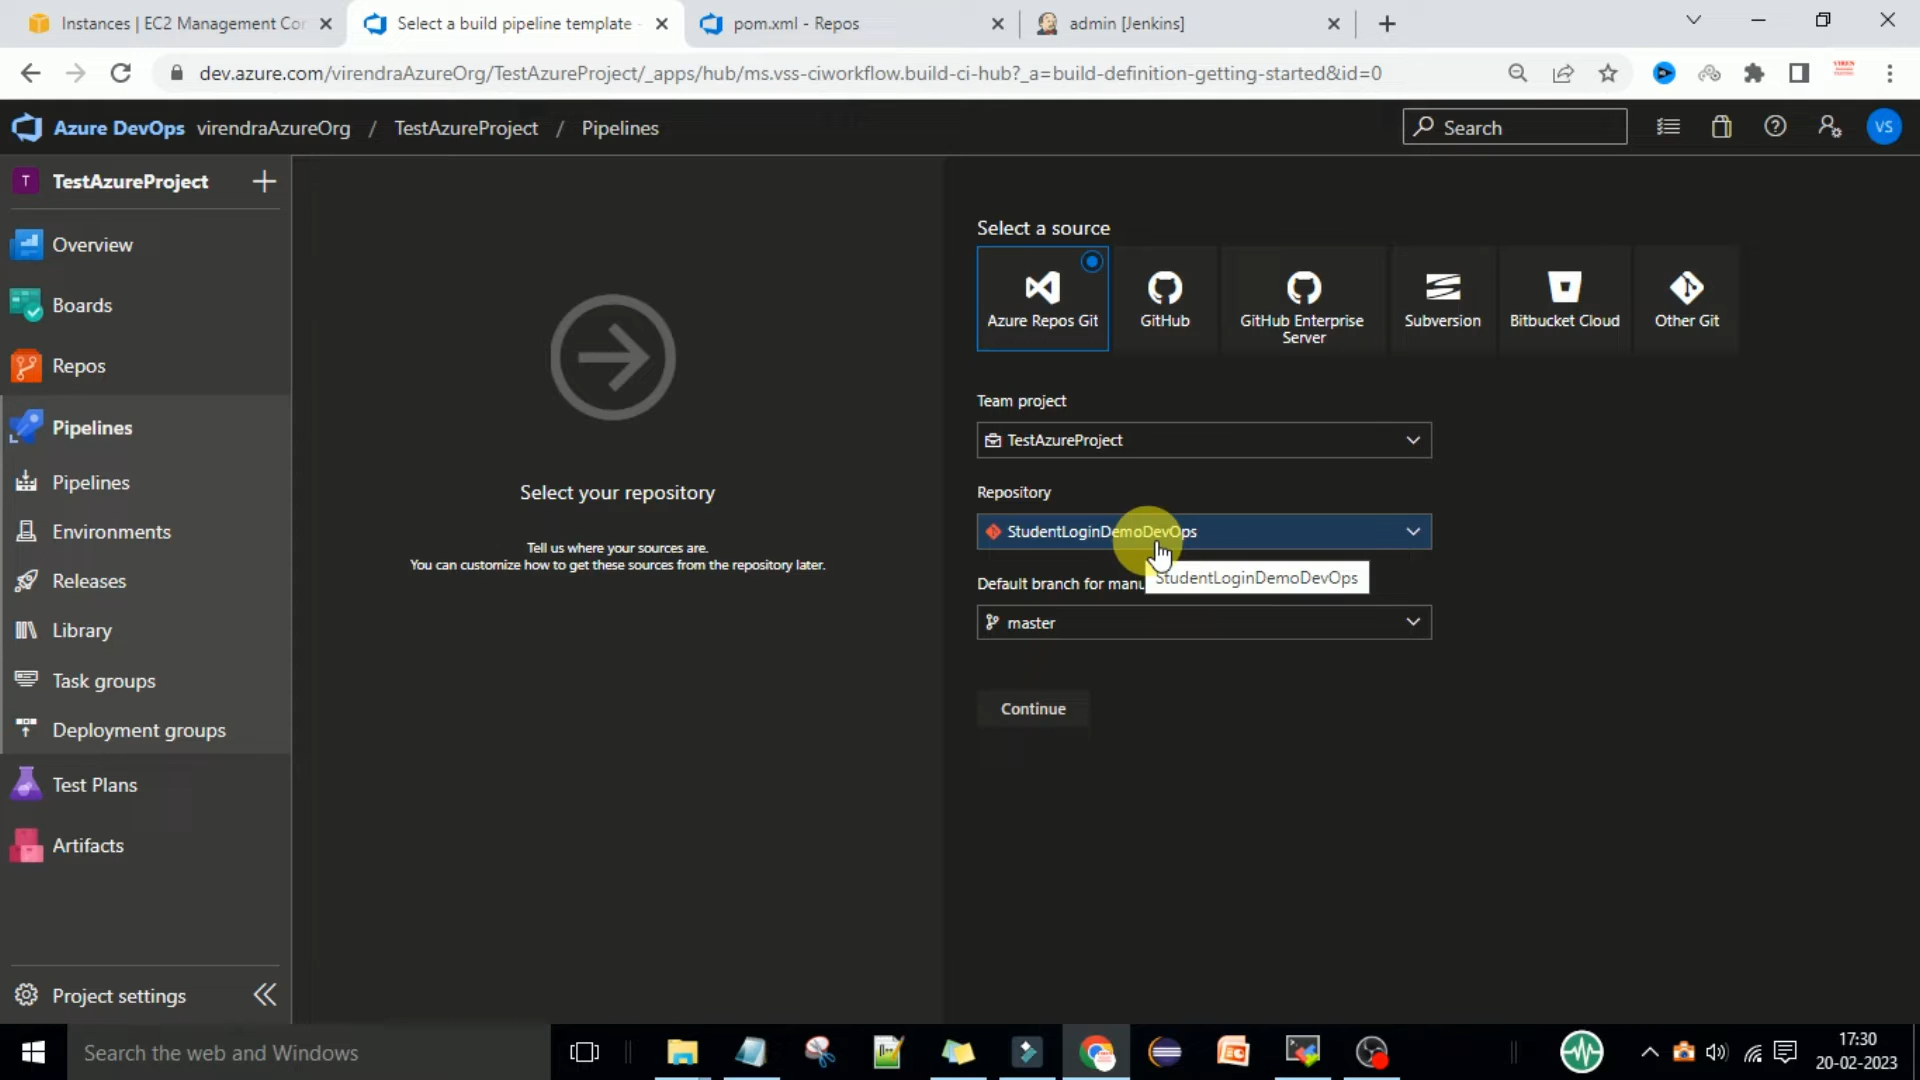 Instances | EC2 Management Cor
Select a build pipeline template -
pom.xml - Repos
admin [Jenkins]
dev.azure.com/virendraAzureOrg/TestAzureProject/_apps/hub/ms.vss-ciworkflow.build-ci-hub?_a=build-definition-getting-started&id=0
Azure DevOps virendraAzureOrg / TestAzureProject / Pipelines
Search
VS
T TestAzureProject
Overview
Boards
Repos
Pipelines
Pipelines
Environments
Releases
Library
Task groups
Deployment groups
Test Plans
Artifacts
Project settings
Select your repository
Tell us where your sources are.
You can customize how to get these sources from the repository later.
Select a source
Azure Repos Git
GitHub
GitHub Enterprise
Server
Subversion
Bitbucket Cloud
Other Git
Team project
TestAzureProject
Repository
StudentLoginDemoDevOps
Default branch for manu
StudentLoginDemoDevOps
master
Continue
Search the web and Windows
17:30
20-02-2023